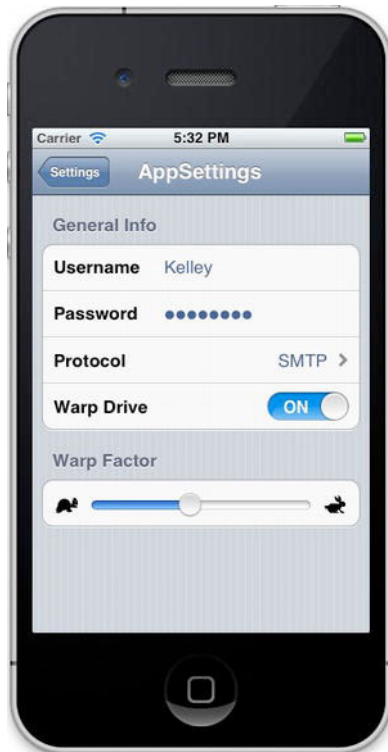 Carrier 5:32 PM
Settings AppSettings
General Info
Username Kelley
Password ●●●●●●●●
Protocol SMTP >
Warp Drive ON
Warp Factor